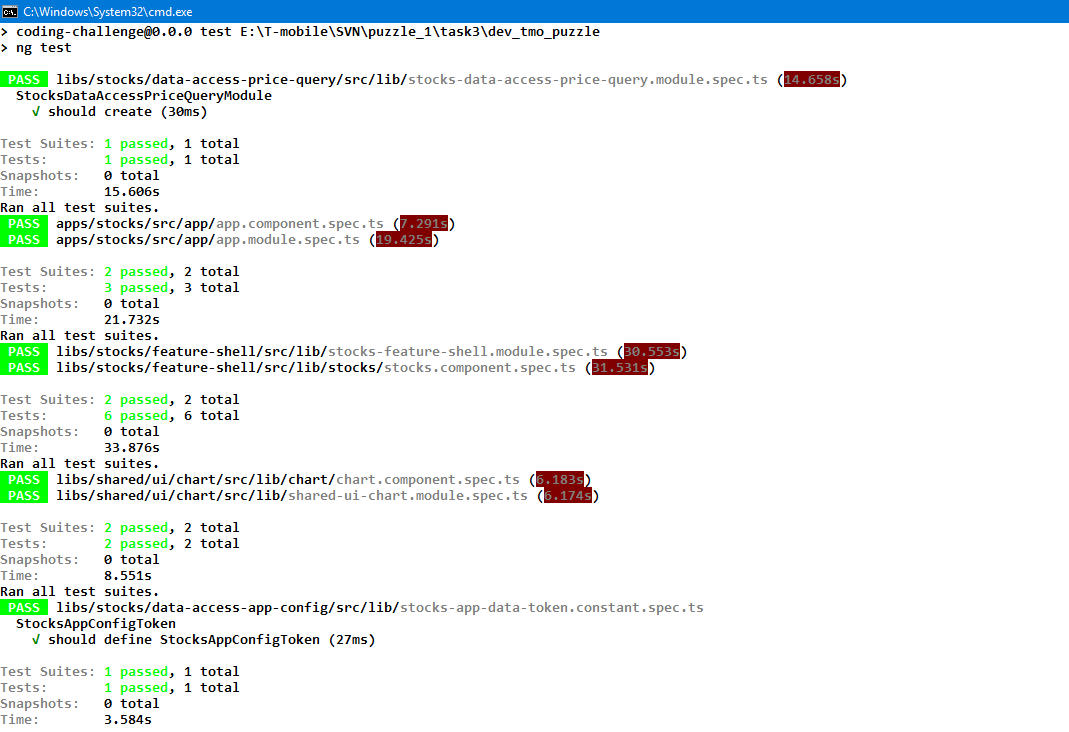 C:\Windows\System32\cmd.exe
> coding-challenge@0.0.0 test E:\T-mobile\SVN\puzzle_1\task3\dev_tmo_puzzle
> ng test
PASS libs/stocks/data-access-price-query/src/lib/stocks-data-access-price-query.module.spec.ts (14.658s)
StocksDataAccessPriceQueryModule
√ should create (30ms)
Test Suites: 1 passed, 1 total
Tests: 1 passed, 1 total
Snapshots: 0 total
Time: 15.606s
Ran all test suites.
PASS apps/stocks/src/app/app.component.spec.ts (7.291s)
PASS apps/stocks/src/app/app.module.spec.ts (19.425s)
Test Suites: 2 passed, 2 total
Tests: 3 passed, 3 total
Snapshots: 0 total
Time: 21.732s
Ran all test suites.
PASS libs/stocks/feature-shell/src/lib/stocks-feature-shell.module.spec.ts (30.553s)
PASS libs/stocks/feature-shell/src/lib/stocks/stocks.component.spec.ts (31.531s)
Test Suites: 2 passed, 2 total
Tests: 6 passed, 6 total
Snapshots: 0 total
Time: 33.876s
Ran all test suites.
PASS libs/shared/ui/chart/src/lib/chart/chart.component.spec.ts (6.183s)
PASS libs/shared/ui/chart/src/lib/shared-ui-chart.module.spec.ts (6.174s)
Test Suites: 2 passed, 2 total
Tests: 2 passed, 2 total
Snapshots: 0 total
Time: 8.551s
Ran all test suites.
PASS libs/stocks/data-access-app-config/src/lib/stocks-app-data-token.constant.spec.ts
StocksAppConfigToken
√ should define StocksAppConfigToken (27ms)
Test Suites: 1 passed, 1 total
Tests: 1 passed, 1 total
Snapshots: 0 total
Time: 3.584s